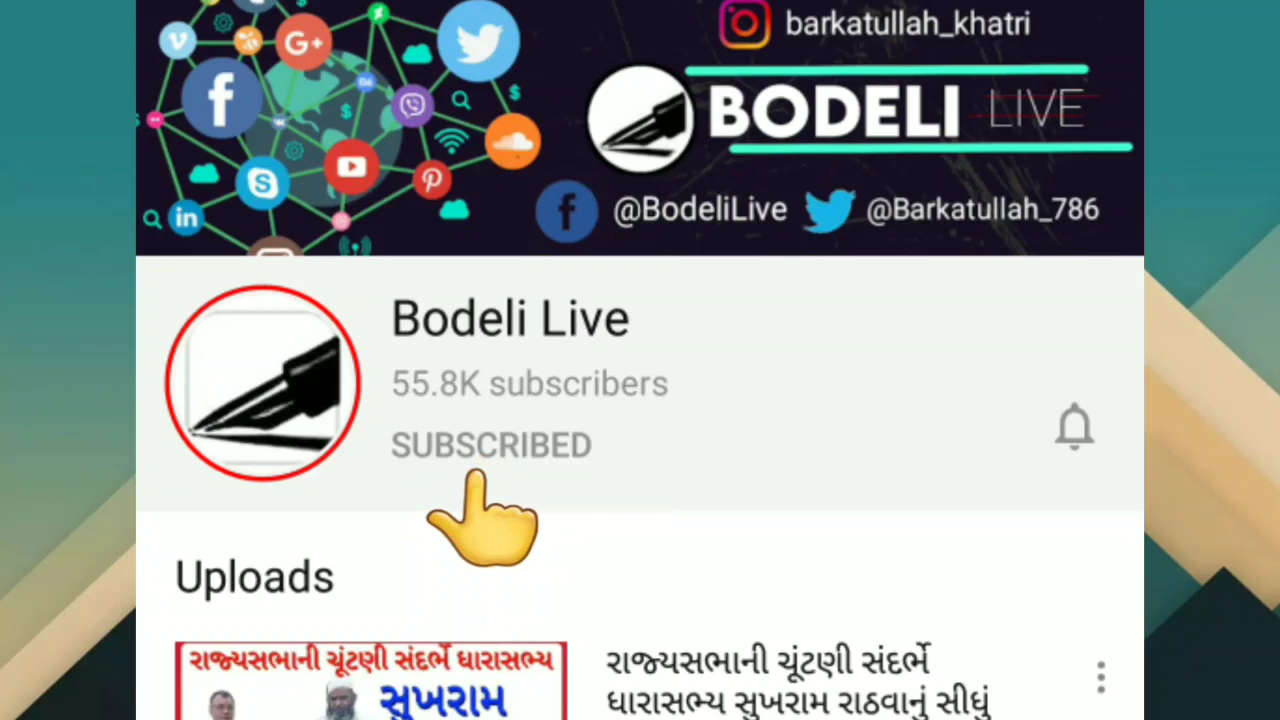 barkatullah_khatri
BODELI LIVE
@BodeliLive @Barkatullah_786
Bodeli Live
55.8K subscribers
SUBSCRIBED
Uploads
રાજ્યસભાની ચૂંટણી સંદર્ભે ધારાસભ્ય
સુખરામ
રાજ્યસભાની ચૂંટણી સંદર્ભે
ધારાસભ્ય સુખરામ રાઠવાનું સીધું